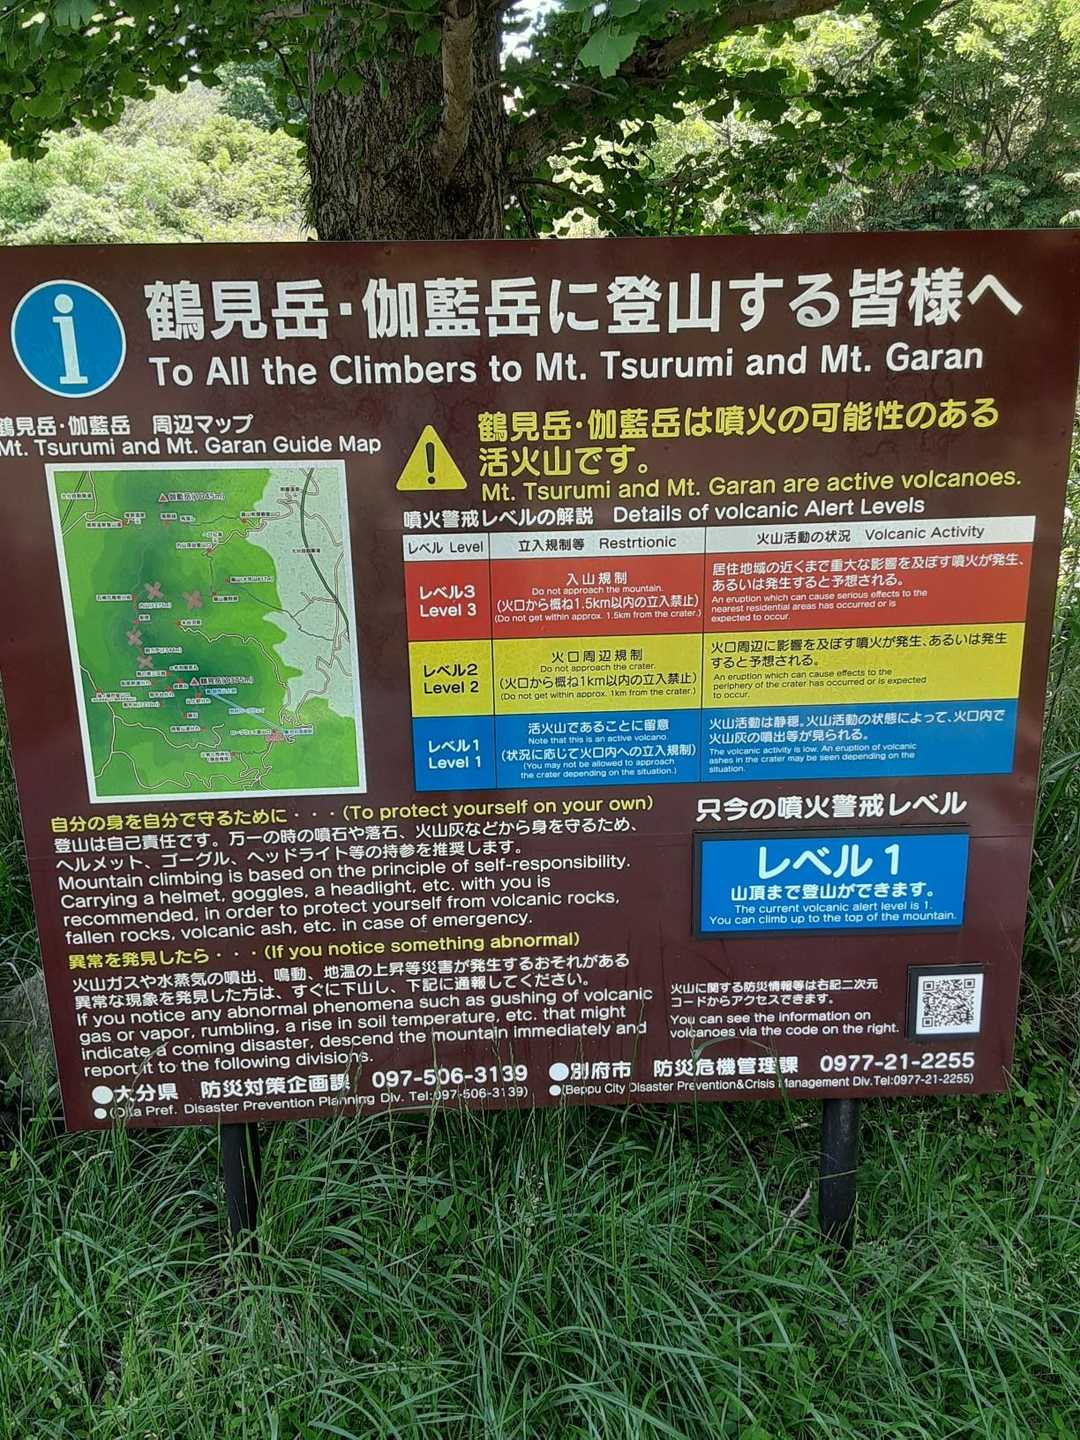 i
鶴見岳・伽藍岳に登山する皆様へ
To All the Climbers to Mt. Tsurumi and Mt. Garan
鶴見岳・伽藍岳 周辺マップ
Mt. Tsurumi and Mt. Garan Guide Map
伽藍岳(1045m)
鶴見岳(1375m)
鶴見岳・伽藍岳は噴火の可能性のある
活火山です。
Mt. Tsurumi and Mt. Garan are active volcanoes.
噴火警戒レベルの解説 Details of volcanic Alert Levels
レベル Level 立入規制等 Restrtionic 火山活動の状況 Volcanic Activity
レベル3
Level 3
入山規制
Do not approach the mountain.
(火口から概ね1.5km以内の立入禁止)
(Do not get within approx. 1.5km from the crater.)
居住地域の近くまで重大な影響を及ぼす噴火が発生、
あるいは発生すると予想される。
An eruption which can cause serious effects to the
nearest residential areas has occurred or is
expected to occur.
レベル2
Level 2
火口周辺規制
Do not approach the crater.
(火口から概ね1km以内の立入禁止)
(Do not get within approx. 1km from the crater.)
火口周辺に影響を及ぼす噴火が発生、あるいは発生
すると予想される。
An eruption which can cause effects to the
periphery of the crater has occurred or is expected
to occur.
レベル1
Level 1
活火山であることに留意
Note that this is an active volcano.
(状況に応じて火口内への立入規制)
(You may not be allowed to approach
the crater depending on the situation.)
火山活動は静穏。火山活動の状態によって、火口内で
火山灰の噴出等が見られる。
The volcanic activity is low. An eruption of volcanic
ashes in the crater may be seen depending on the
situation.
自分の身を自分で守るために・・・(To protect yourself on your own)
登山は自己責任です。万一の時の噴石や落石、火山灰などから身を守るため、
ヘルメット、ゴーグル、ヘッドライト等の持参を推奨します。
Mountain climbing is based on the principle of self-responsibility.
Carrying a helmet, goggles, a headlight, etc. with you is
recommended, in order to protect yourself from volcanic rocks,
fallen rocks, volcanic ash, etc. in case of emergency.
異常を発見したら・・・(If you notice something abnormal)
火山ガスや水蒸気の噴出、鳴動、地温の上昇等災害が発生するおそれがある
異常な現象を発見した方は、すぐに下山し、下記に通報してください。
If you notice any abnormal phenomena such as gushing of volcanic
gas or vapor, rumbling, a rise in soil temperature, etc. that might
indicate a coming disaster, descend the mountain immediately and
report it to the following divisions.
只今の噴火警戒レベル
レベル1
山頂まで登山ができます。
The current volcanic alert level is 1.
You can climb up to the top of the mountain.
火山に関する防災情報等は右記二次元
コードからアクセスできます。
You can see the information on
volcanoes via the code on the right.
●大分県 防災対策企画課 097-506-3139
●(Oita Pref. Disaster Prevention Planning Div. Tel:097-506-3139)
●別府市 防災危機管理課 0977-21-2255
●(Beppu City Disaster Prevention&Crisis Management Div. Tel:0977-21-2255)